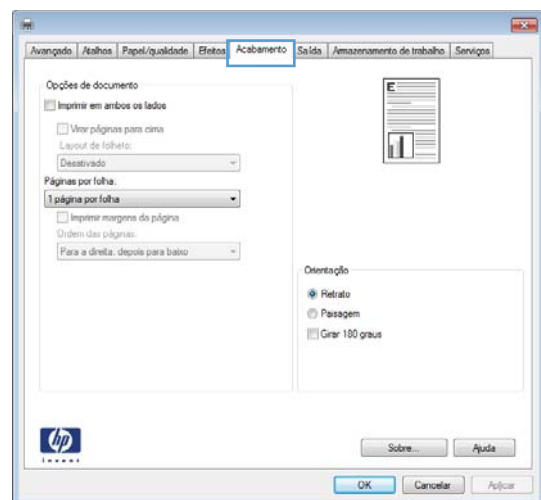 Avançado Atalhos Papel/qualidade Efeitos Acabamento Saída Armazenamento de trabalho Serviços
Opções de documento
Imprimir em ambos os lados
Virar páginas para cima
Layout de folheto:
Desativado
Páginas por folha:
1 página por folha
Imprimir margens da página
Ordem das páginas:
Para a direita, depois para baixo
E
Orientação
Retrato
Paisagem
Girar 180 graus
hp
invent
Sobre... Ajuda
OK Cancelar Aplicar